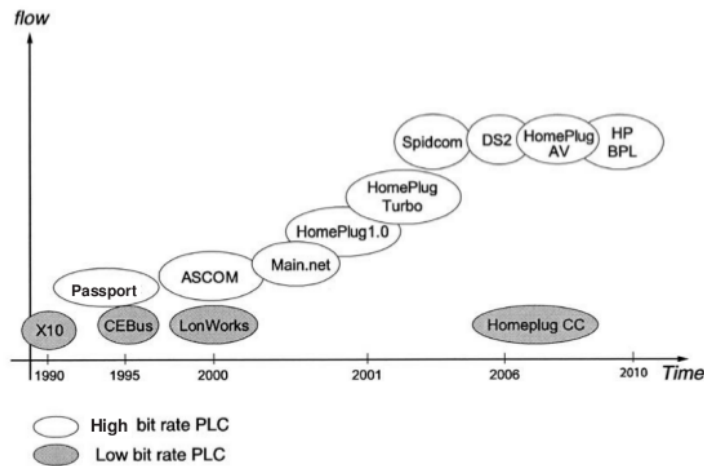 flow
Spidcom
DS2
HomePlug
AV
HP
BPL
HomePlug
Turbo
HomePlug1.0
Main.net
ASCOM
Passport
X10
CEBus
LonWorks
Homeplug CC
1990
1995
2000
2001
2006
2010
Time
High bit rate PLC
Low bit rate PLC